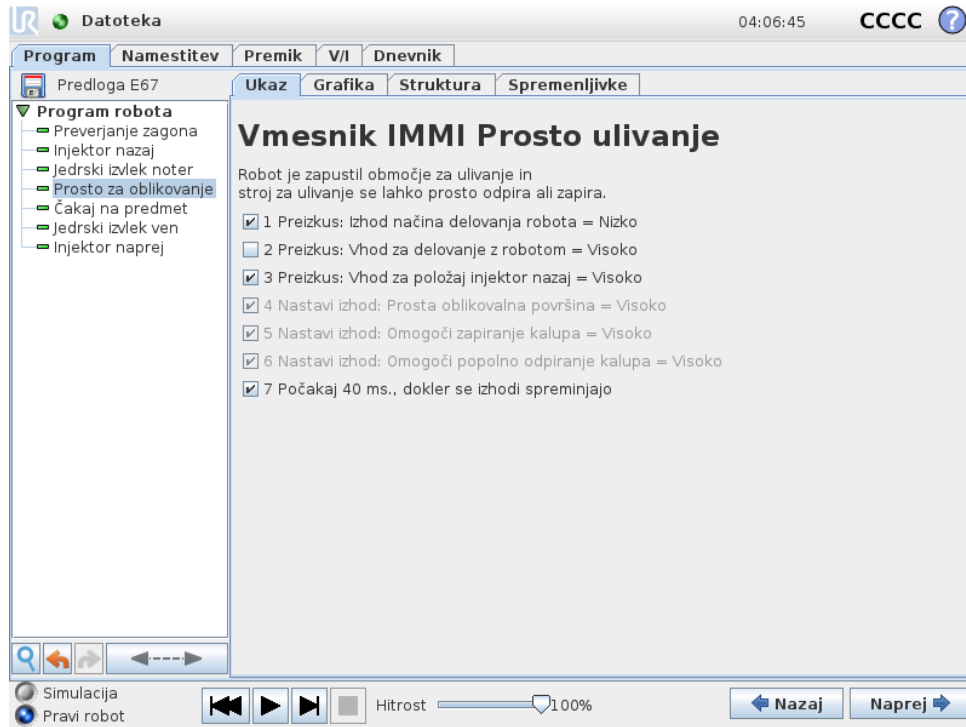 UR Datoteka 04:06:45 CCCC ?
Program Namestitev Premik V/I Dnevnik
Predloga E67
Ukaz Grafika Struktura Spremenljivke
Program robota
Preverjanje zagona
Injektor nazaj
Jedrski izvlek noter
Prosto za oblikovanje
Čakaj na predmet
Jedrski izvlek ven
Injektor naprej
Vmesnik IMMI Prosto ulivanje
Robot je zapustil območje za ulivanje in
stroj za ulivanje se lahko prosto odpira ali zapira.
1 Preizkus: Izhod načina delovanja robota = Nizko
2 Preizkus: Vhod za delovanje z robotom = Visoko
3 Preizkus: Vhod za položaj injektor nazaj = Visoko
4 Nastavi izhod: Prosta oblikovalna površina = Visoko
5 Nastavi izhod: Omogoči zapiranje kalupa = Visoko
6 Nastavi izhod: Omogoči popolno odpiranje kalupa = Visoko
7 Počakaj 40 ms., dokler se izhodi spreminjajo
Simulacija
Pravi robot
Hitrost 100%
Nazaj Naprej